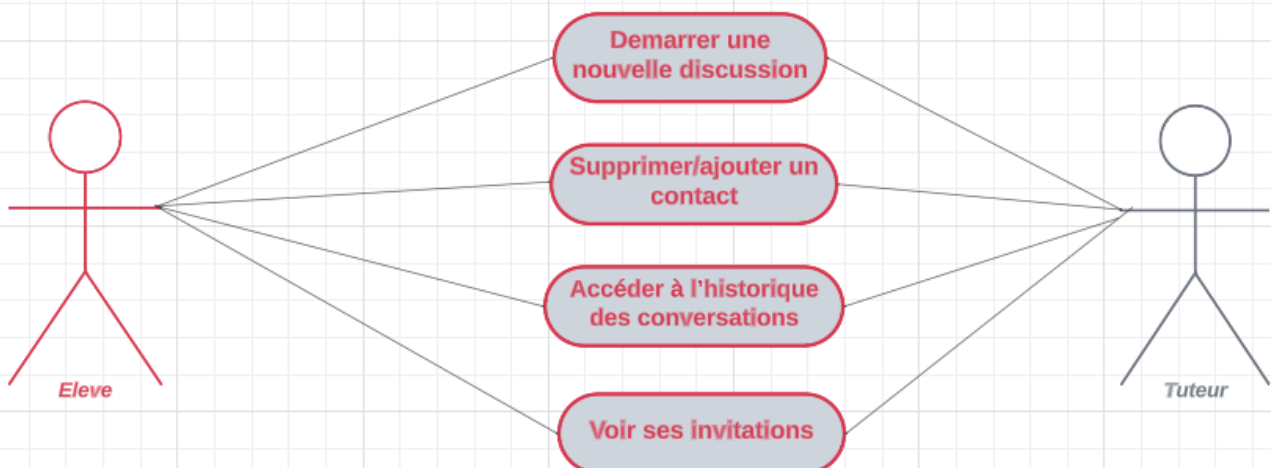 Demarrer une
nouvelle discussion
Supprimer/ajouter un
contact
Accéder à l'historique
des conversations
Eleve
Tuteur
Voir ses invitations